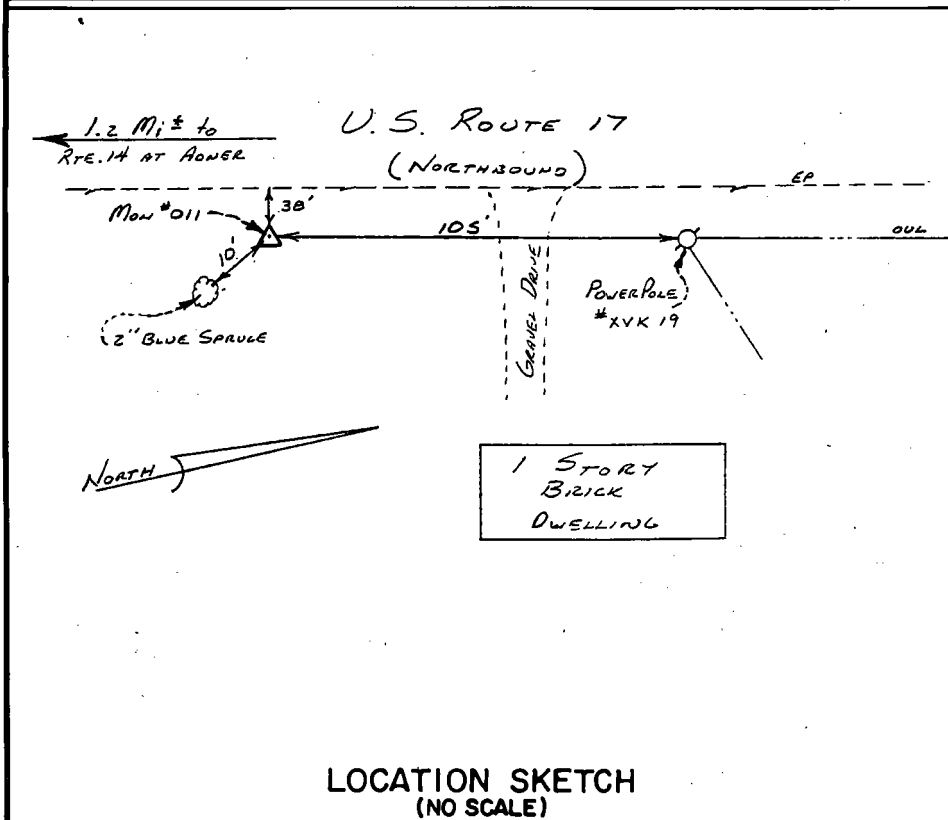 1.2 Mi ± to
RTE. 14 AT ADNER
U.S. ROUTE 17
(NORTHBOUND)
EP
MON #011
38'
105'
OUL
10'
2" BLUE SPRUCE
GRAVEL DRIVE
POWER POLE
#XVK 19
NORTH
1 STORY
BRICK
DWELLING
LOCATION SKETCH
(NO SCALE)